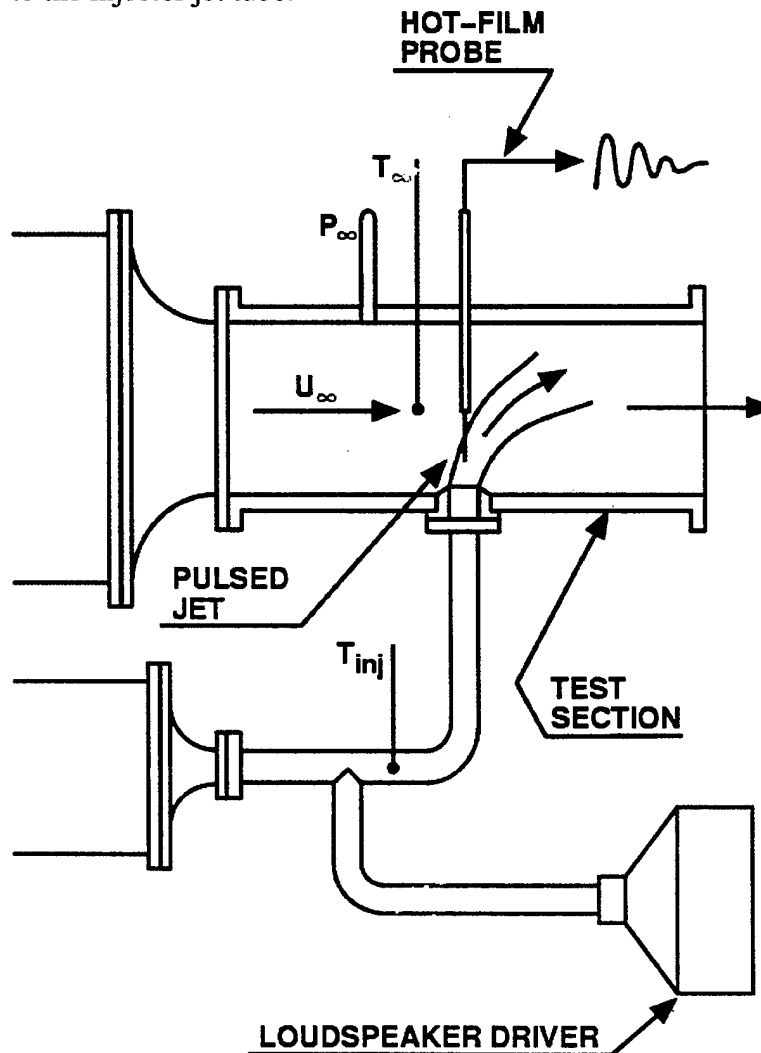 HOT-FILM
PROBE
T∞
P∞
U∞
PULSED
JET
Tinj
TEST
SECTION
LOUDSPEAKER DRIVER